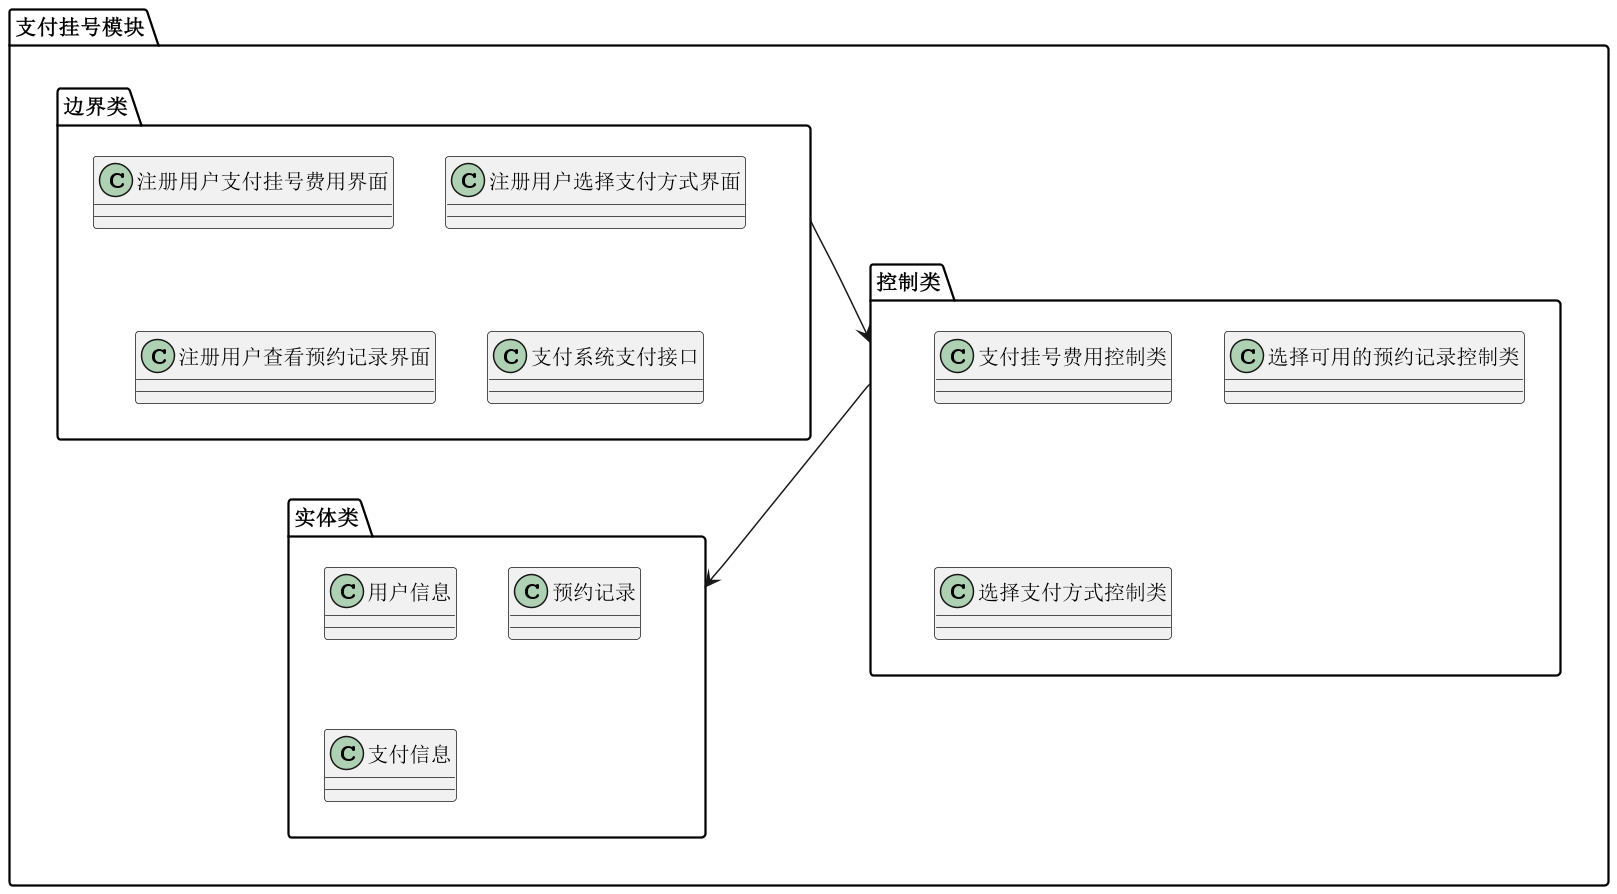 支付挂号模块
边界类
C 注册用户支付挂号费用界面
C 注册用户选择支付方式界面
C 注册用户查看预约记录界面
C 支付系统支付接口
控制类
C 支付挂号费用控制类
C 选择可用的预约记录控制类
C 选择支付方式控制类
实体类
C 用户信息
C 预约记录
C 支付信息